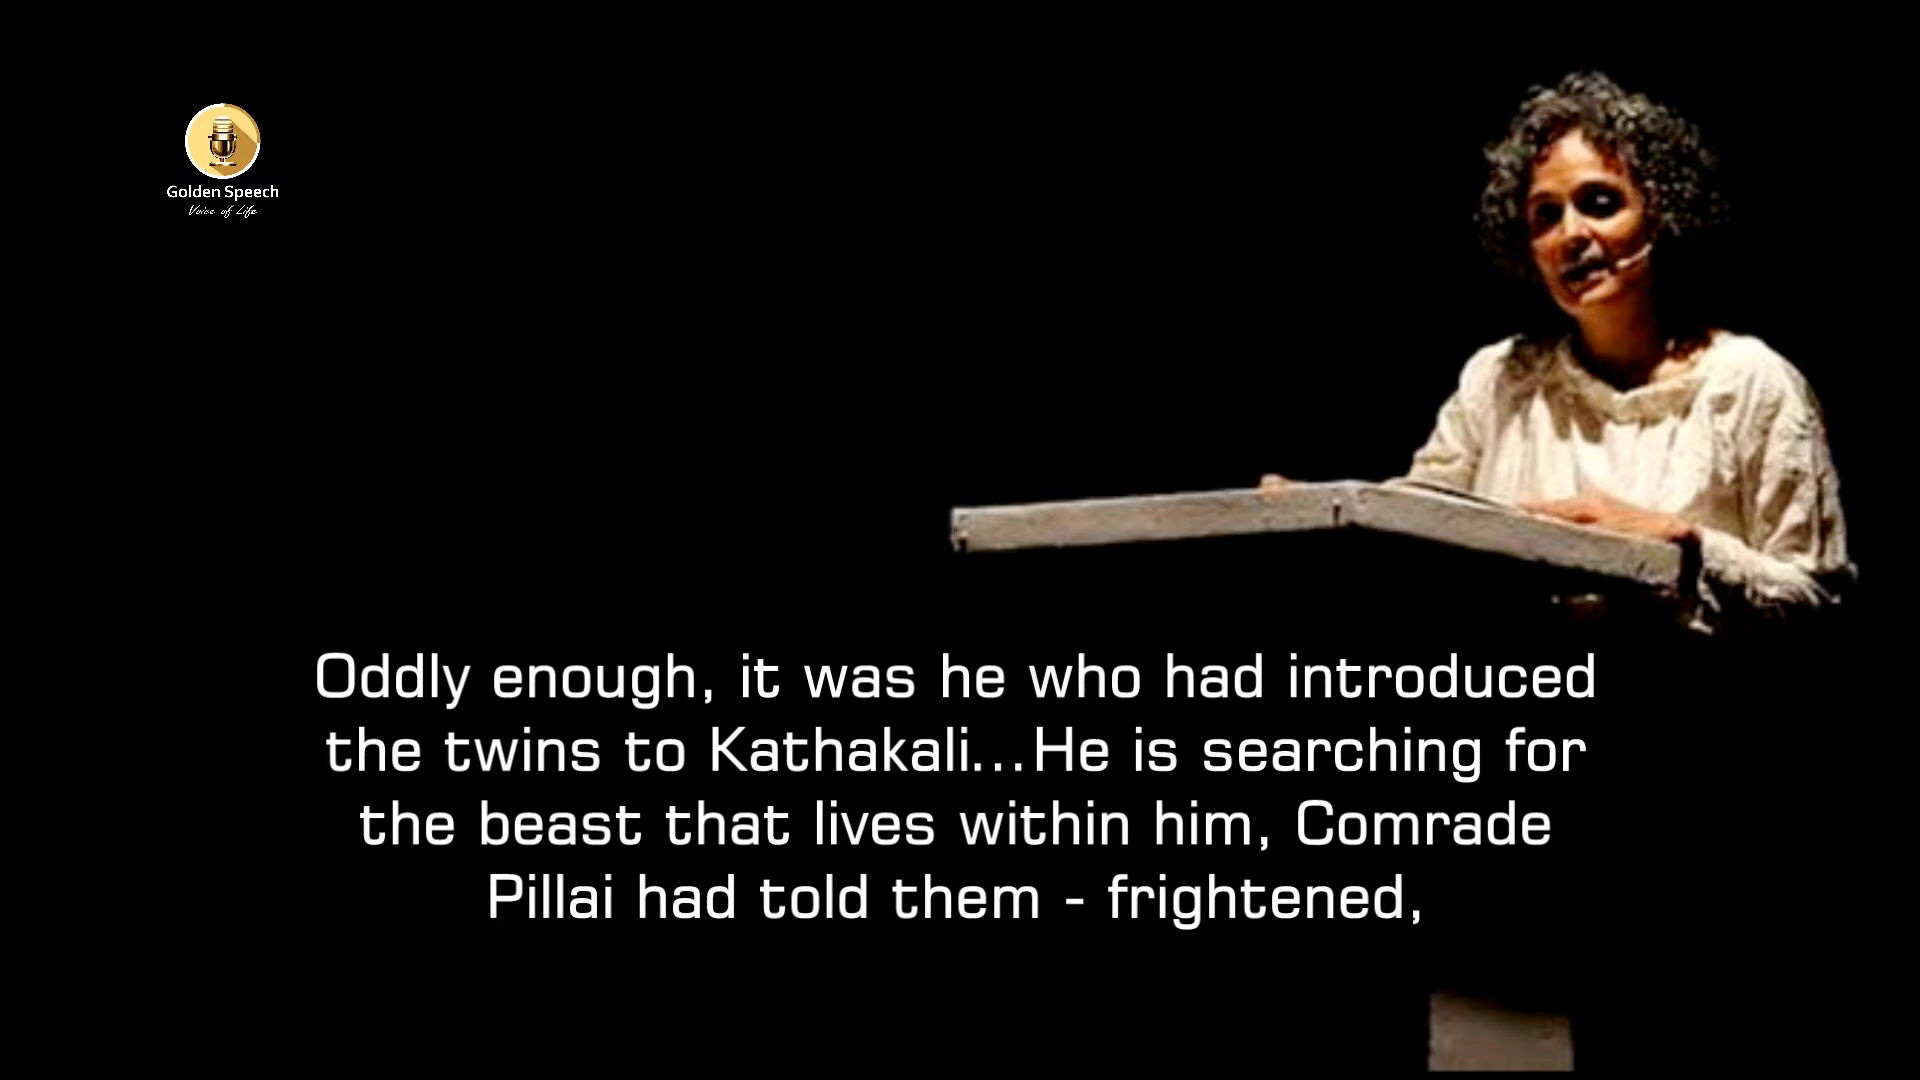 Golden Speech
Voice of Life
Oddly enough, it was he who had introduced
the twins to Kathakali...He is searching for
the beast that lives within him, Comrade
Pillai had told them - frightened,